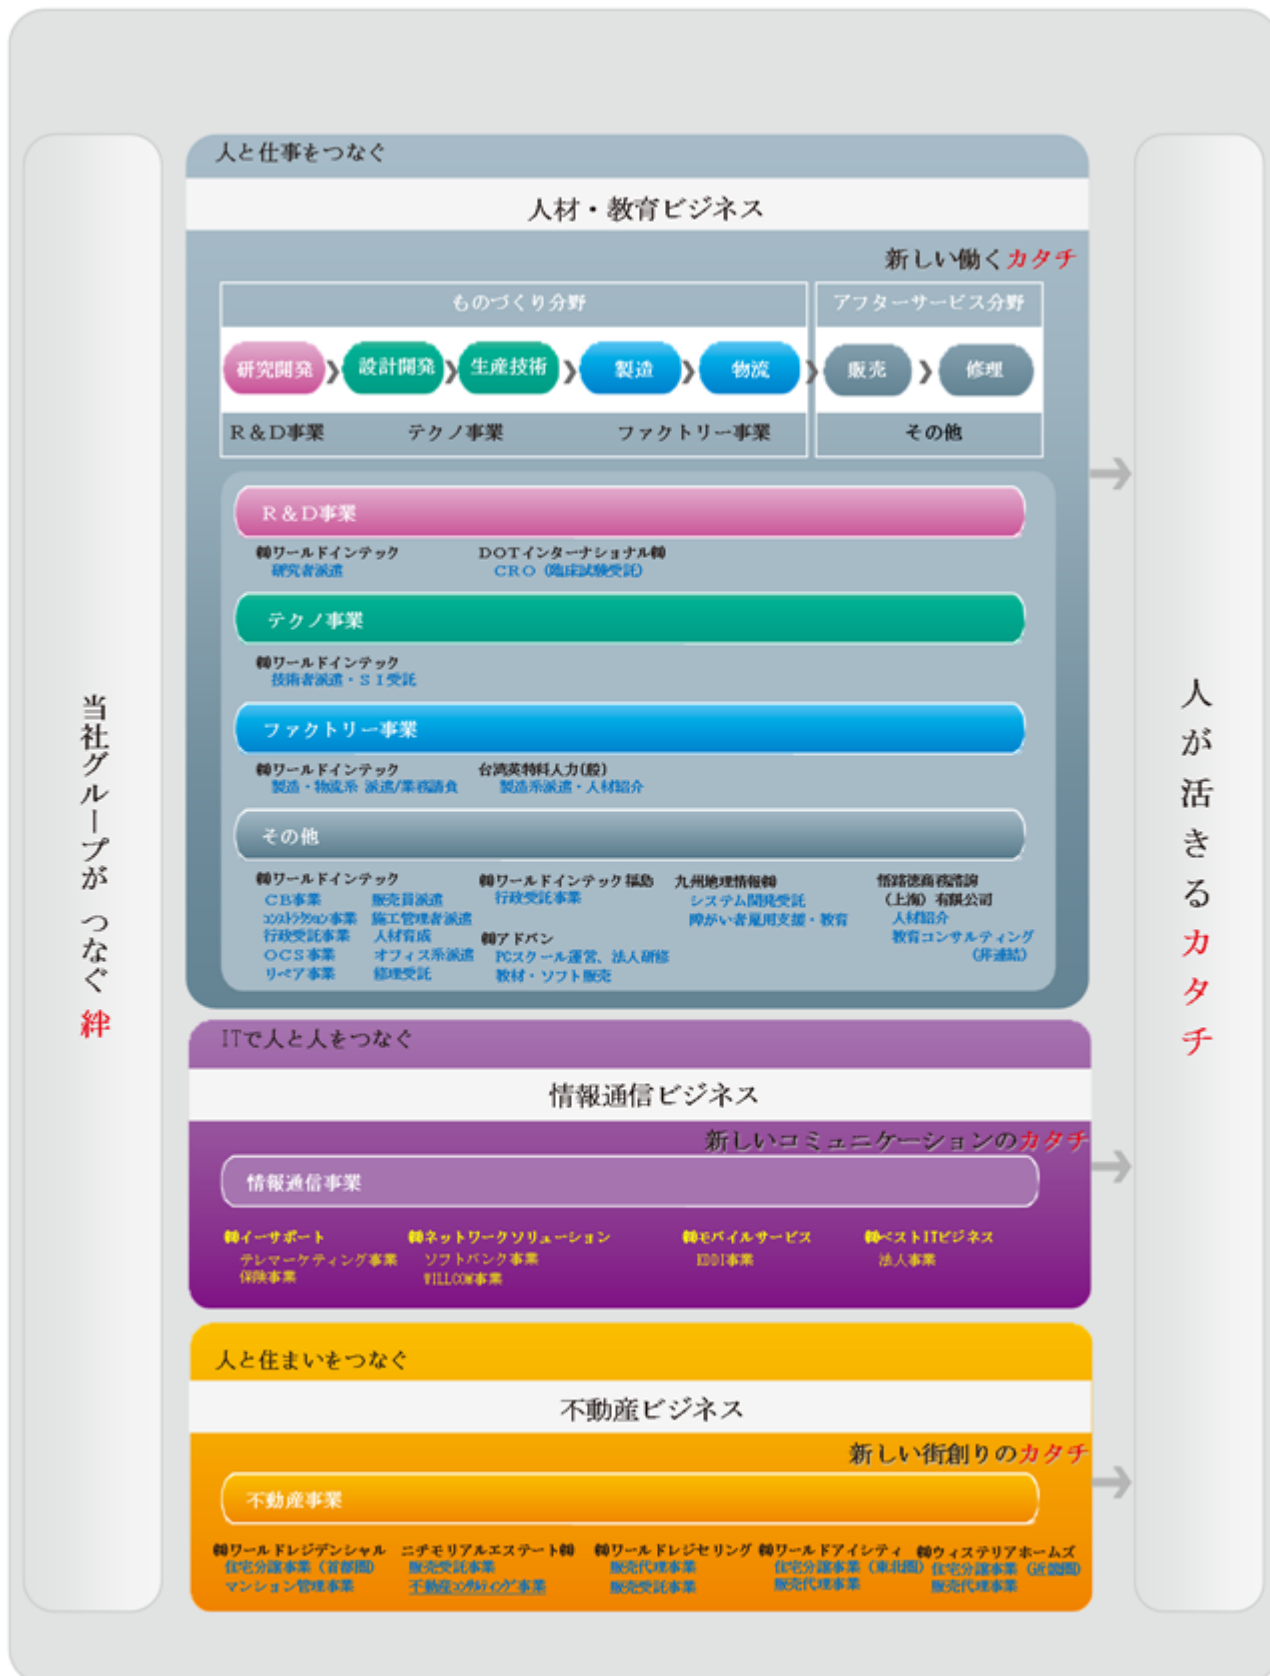 人と仕事をつなぐ
人材・教育ビジネス
新しい働くカタチ
ものづくり分野
アフターサービス分野
研究開発
設計開発
生産技術
製造
物流
販売
修理
R&D事業
テクノ事業
ファクトリー事業
その他
R&D事業
㈱ワールドインテック
研究者派遣
DOTインターナショナル㈱
CRO(臨床試験受託)
テクノ事業
㈱ワールドインテック
技術者派遣・SI受託
ファクトリー事業
㈱ワールドインテック
製造・物流系 派遣/業務請負
台湾英特科人力(股)
製造系派遣・人材紹介
その他
㈱ワールドインテック
CB事業 販売員派遣
コンストラクション事業 施工管理者派遣
行政受託事業 人材育成
OCS事業 オフィス系派遣
リペア事業 修理受託
㈱ワールドインテック福島
行政受託事業
㈱アドバン
PCスクール運営、法人研修
教材・ソフト販売
九州地理情報㈱
システム開発受託
障がい者雇用支援・教育
悟路徳商務諮詢
(上海)有限公司
人材紹介
教育コンサルティング
(非連結)
当社グループが つなぐ 絆
人が活きるカタチ
ITで人と人をつなぐ
情報通信ビジネス
新しいコミュニケーションのカタチ
情報通信事業
㈱イーサポート
テレマーケティング事業
保険事業
㈱ネットワークソリューション
ソフトバンク事業
WILLCOM事業
㈱モバイルサービス
KDDI事業
㈱ベストITビジネス
法人事業
人と住まいをつなぐ
不動産ビジネス
新しい街創りのカタチ
不動産事業
㈱ワールドレジデンシャル
住宅分譲事業(首都圏)
マンション管理事業
ニチモリアルエステート㈱
販売受託事業
不動産コンサルティング事業
㈱ワールドレジセリング
販売代理事業
販売受託事業
㈱ワールドアイシティ
住宅分譲事業(東北圏)
販売代理事業
㈱ウィステリアホームズ
住宅分譲事業(近畿圏)
販売代理事業